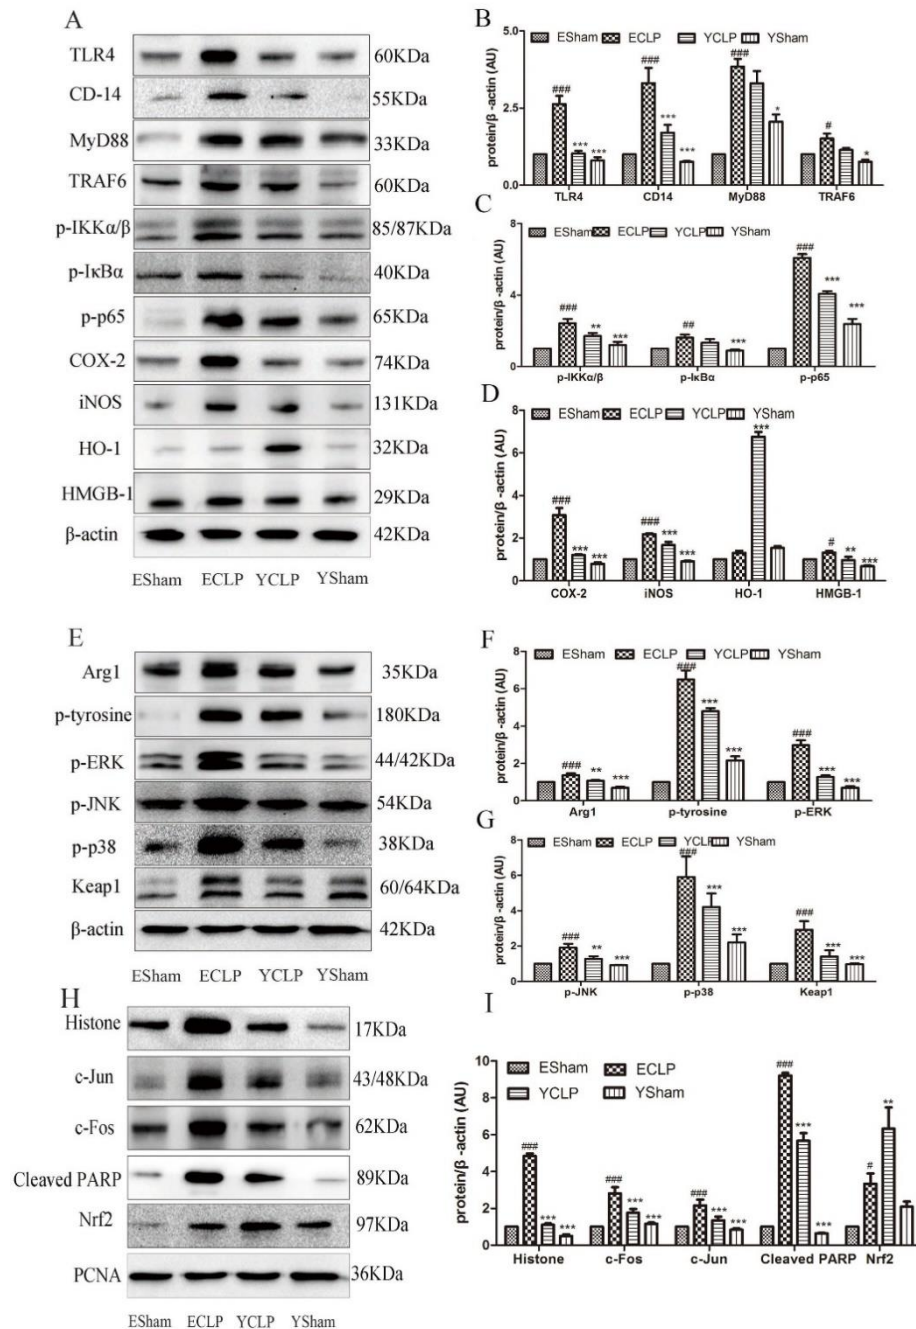 A
TLR4 60KDa
CD-14 55KDa
MyD88 33KDa
TRAF6 60KDa
p-IKKα/β 85/87KDa
p-IκBα 40KDa
p-p65 65KDa
COX-2 74KDa
iNOS 131KDa
HO-1 32KDa
HMGB-1 29KDa
β-actin 42KDa
ESham ECLP YCLP YSham
B
ESham ECLP YCLP YSham
protein/β -actin (AU)
5.0
2.5
0.0
###
***
***
###
***
***
###
*
#
*
TLR4 CD14 MyD88 TRAF6
C
ESham ECLP YCLP YSham
protein/β -actin (AU)
8
4
0
###
**
***
##
***
###
***
***
p-IKKα/β p-IκBα p-p65
D
ESham ECLP YCLP YSham
protein/β -actin (AU)
8
6
4
2
0
###
***
***
###
***
***
***
#
**
***
COX-2 iNOS HO-1 HMGB-1
E
Arg1 35KDa
p-tyrosine 180KDa
p-ERK 44/42KDa
p-JNK 54KDa
p-p38 38KDa
Keap1 60/64KDa
β-actin 42KDa
ESham ECLP YCLP YSham
F
ESham ECLP YCLP YSham
protein/β -actin (AU)
8
6
4
2
0
###
**
***
###
***
***
###
***
***
Arg1 p-tyrosine p-ERK
G
ESham ECLP YCLP YSham
protein/β -actin (AU)
8
6
4
2
0
###
**
***
###
***
***
###
***
***
p-JNK p-p38 Keap1
H
Histone 17KDa
c-Jun 43/48KDa
c-Fos 62KDa
Cleaved PARP 89KDa
Nrf2 97KDa
PCNA 36KDa
ESham ECLP YCLP YSham
I
ESham ECLP
YCLP YSham
protein/β -actin (AU)
10
8
6
4
2
0
###
***
***
###
***
***
###
***
***
###
***
***
#
**
Histone c-Fos c-Jun Cleaved PARP Nrf2